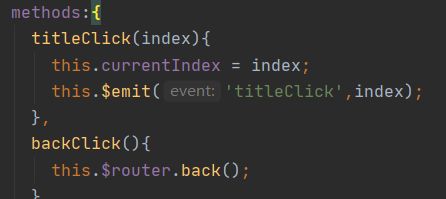 methods:{
titleClick(index){
this.currentIndex = index;
this.$emit( event: 'titleClick',index);
},
backClick(){
this.$router.back();
}